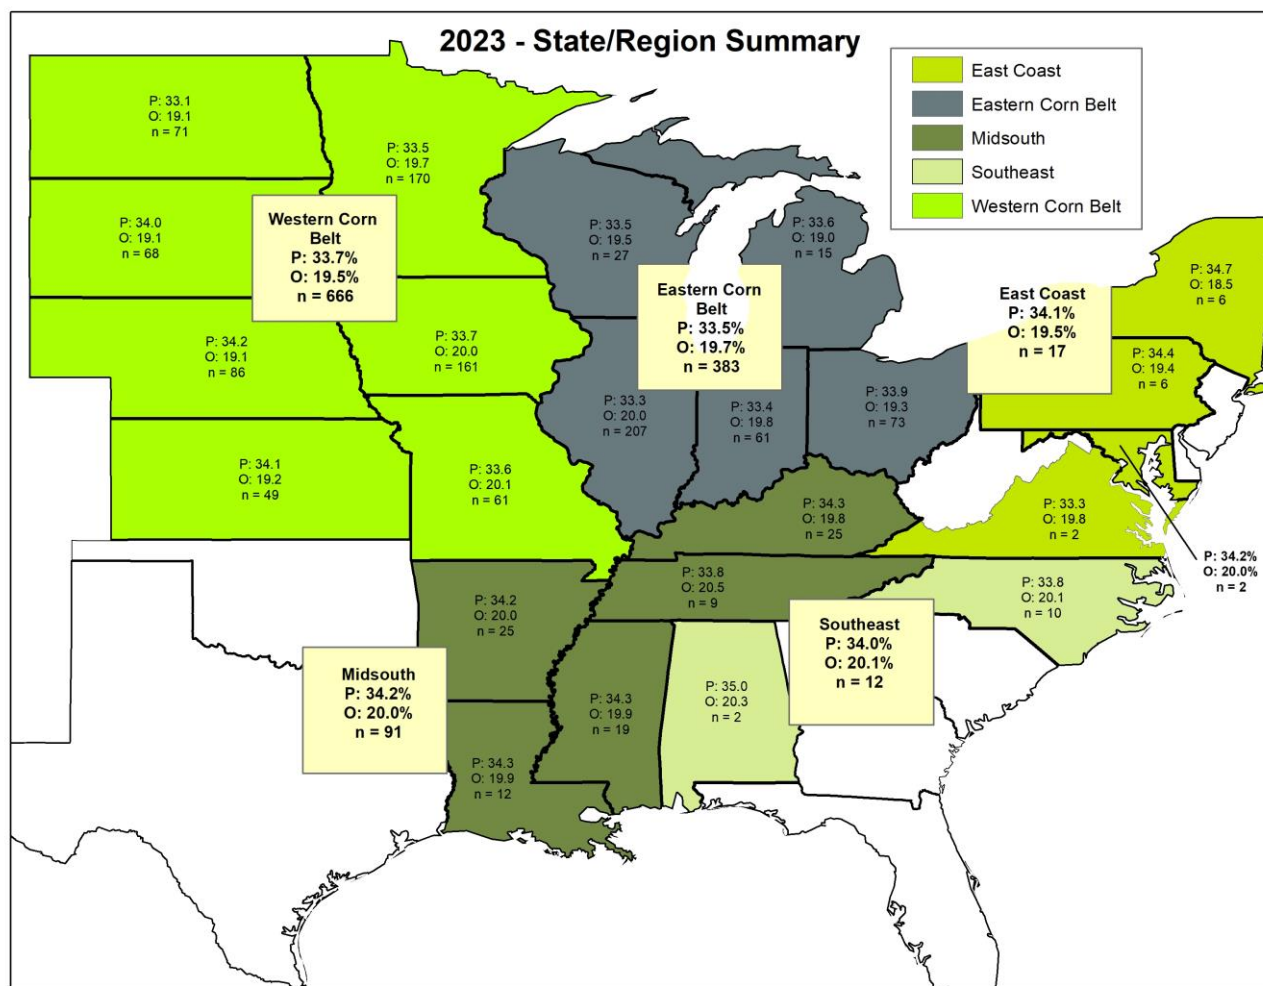 2023 - State/Region Summary
East Coast
Eastern Corn Belt
Midsouth
Southeast
Western Corn Belt
P: 33.1
O: 19.1
n = 71
P: 33.5
O: 19.7
n = 170
P: 34.0
O: 19.1
n = 68
Western Corn
Belt
P: 33.7%
O: 19.5%
n = 666
P: 33.5
O: 19.5
n = 27
P: 33.6
O: 19.0
n = 15
Eastern Corn
Belt
P: 33.5%
O: 19.7%
n = 383
East Coast
P: 34.1%
O: 19.5%
n = 17
P: 34.7
O: 18.5
n = 6
P: 34.2
O: 19.1
n = 86
P: 33.7
O: 20.0
n = 161
P: 34.4
O: 19.4
n = 6
P: 33.3
O: 20.0
n = 207
P: 33.4
O: 19.8
n = 61
P: 33.9
O: 19.3
n = 73
P: 34.1
O: 19.2
n = 49
P: 33.6
O: 20.1
n = 61
P: 34.3
O: 19.8
n = 25
P: 33.3
O: 19.8
n = 2
P: 34.2%
O: 20.0%
n = 2
P: 33.8
O: 20.5
n = 9
P: 33.8
O: 20.1
n = 10
P: 34.2
O: 20.0
n = 25
Southeast
P: 34.0%
O: 20.1%
n = 12
Midsouth
P: 34.2%
O: 20.0%
n = 91
P: 34.3
O: 19.9
n = 19
P: 35.0
O: 20.3
n = 2
P: 34.3
O: 19.9
n = 12